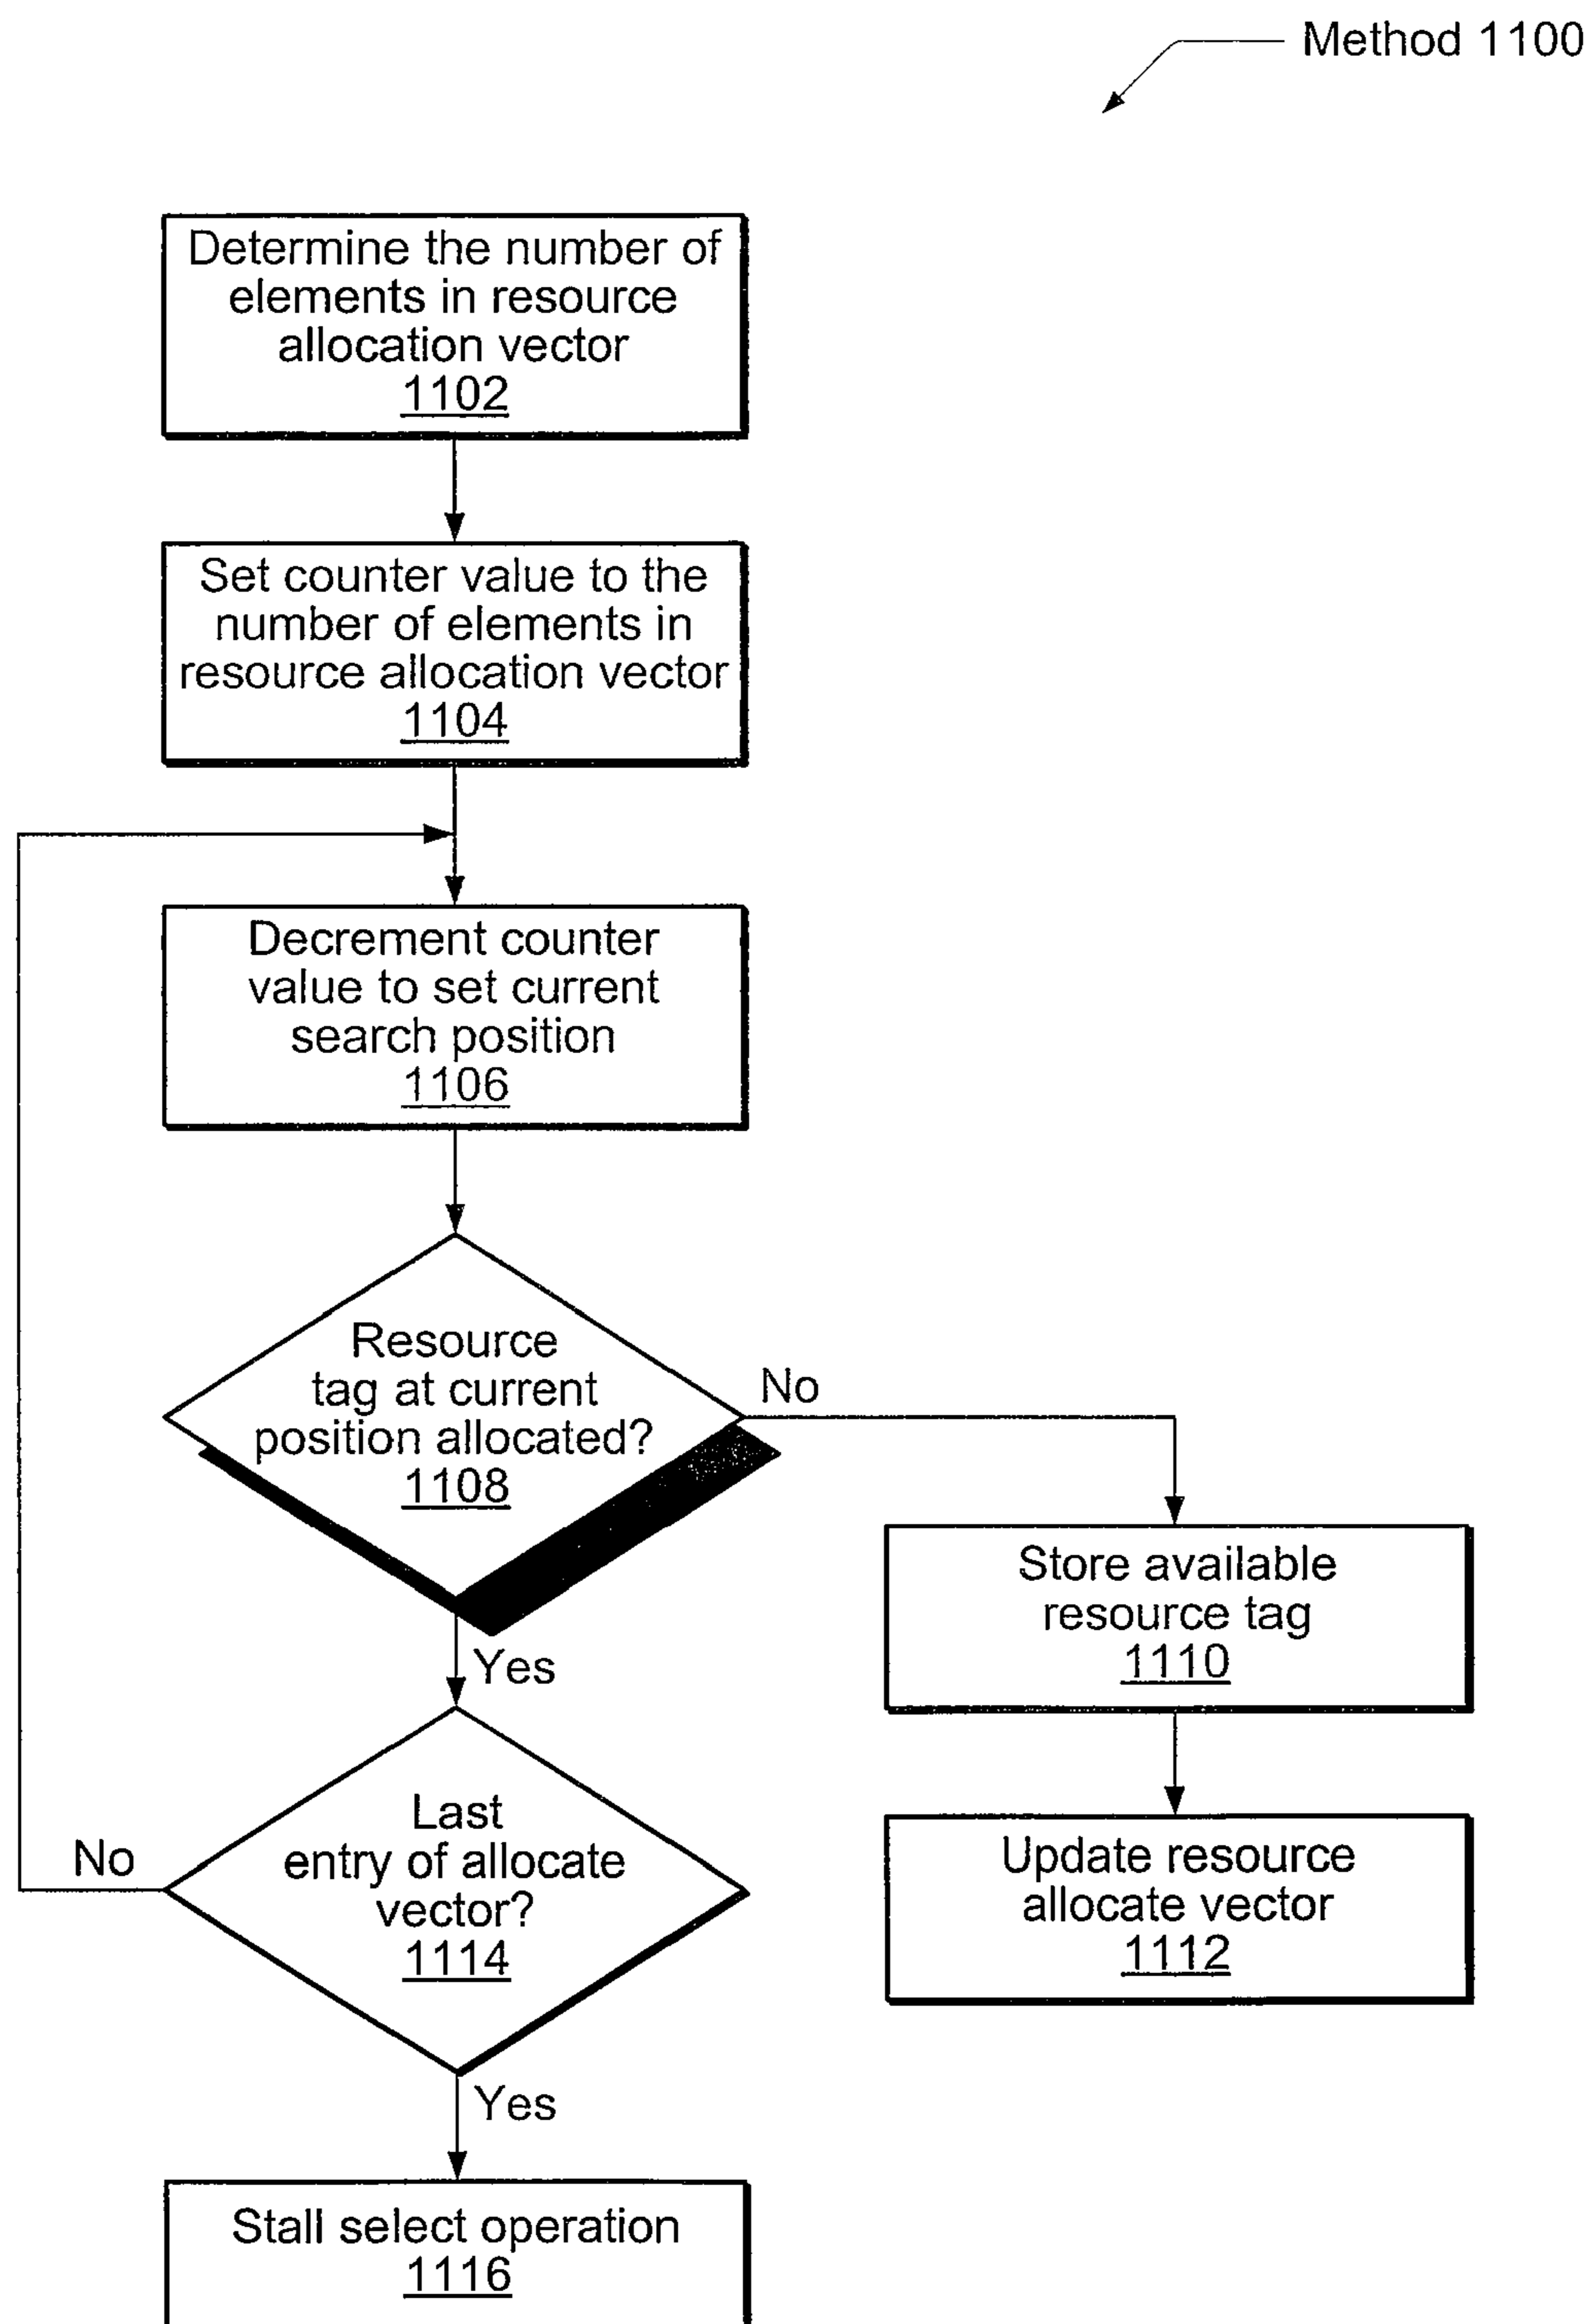 Method 1100
Determine the number of
elements in resource
allocation vector
1102
Set counter value to the
number of elements in
resource allocation vector
1104
Decrement counter
value to set current
search position
1106
Resource
tag at current
position allocated?
1108
No
Yes
Store available
resource tag
1110
Update resource
allocate vector
1112
Last
entry of allocate
vector?
1114
No
Yes
Stall select operation
1116